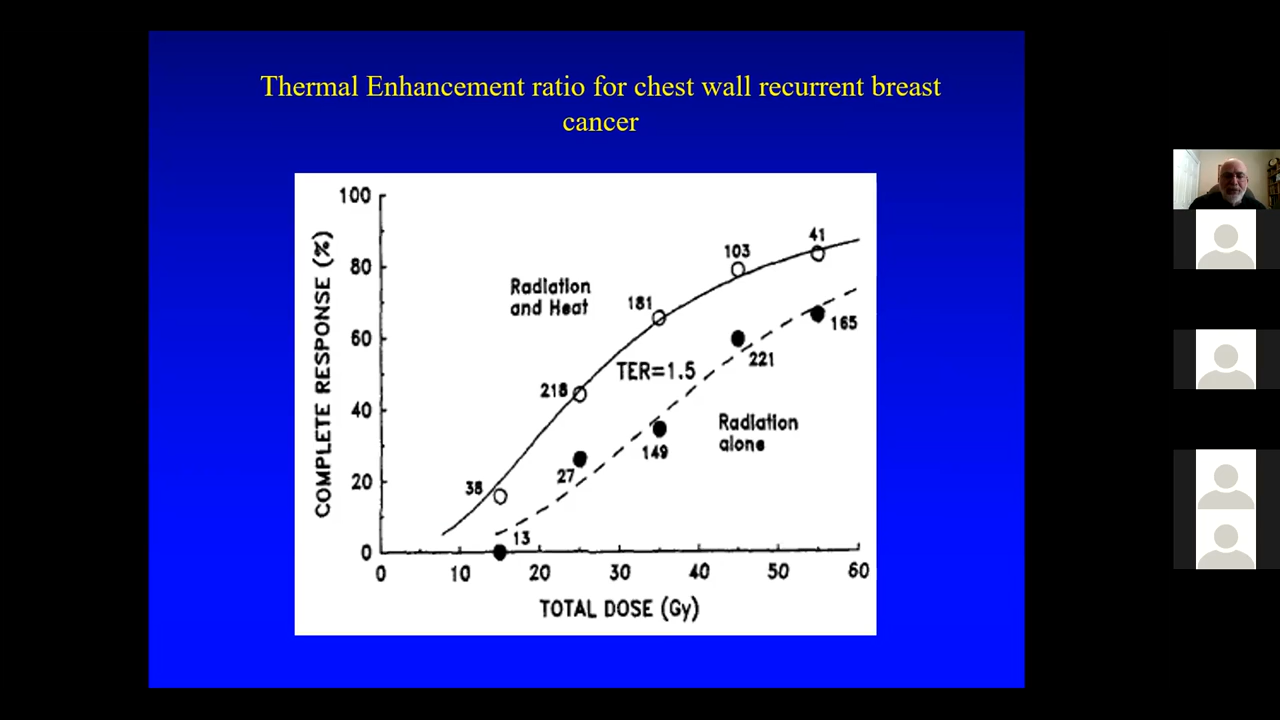 Thermal Enhancement ratio for chest wall recurrent breast
cancer
100
80
60
40
20
0
COMPLETE RESPONSE (%)
Radiation
and Heat
TER=1.5
Radiation
alone
38
218
181
103
41
13
27
149
221
165
0 10 20 30 40 50 60
TOTAL DOSE (Gy)